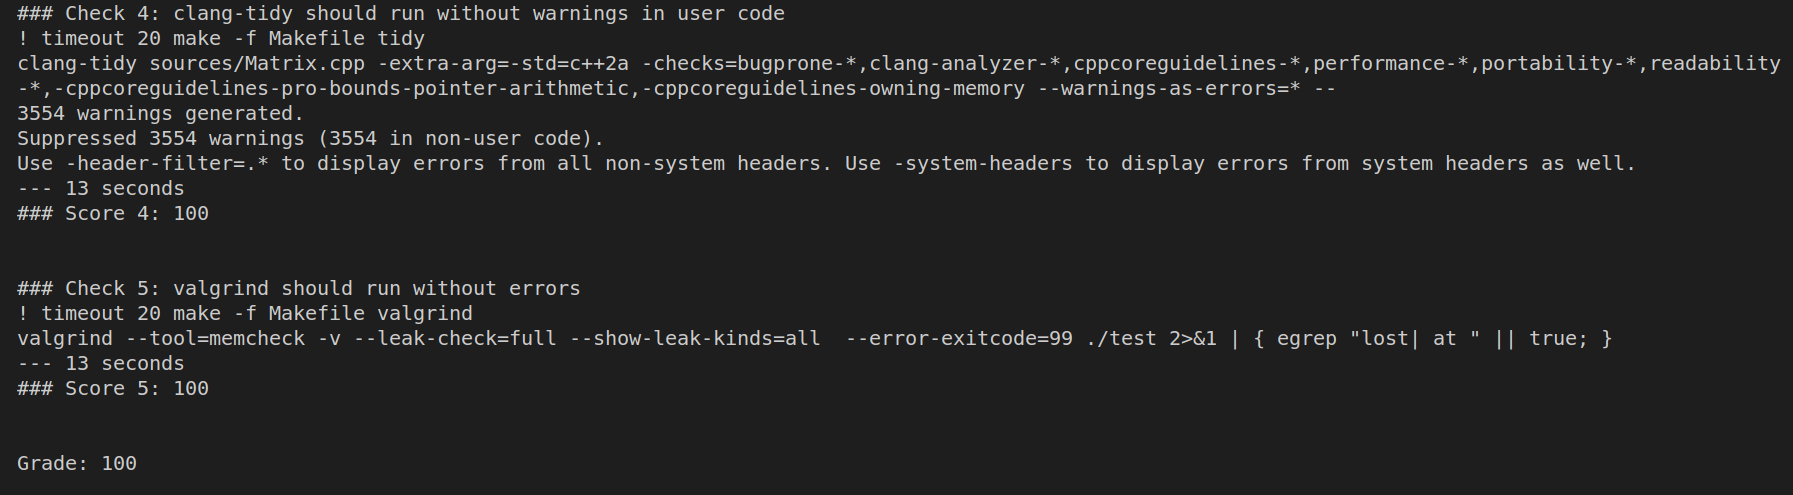 ### Check 4: clang-tidy should run without warnings in user code
! timeout 20 make -f Makefile tidy
clang-tidy sources/Matrix.cpp -extra-arg=-std=c++2a -checks=bugprone-*,clang-analyzer-*,cppcoreguidelines-*,performance-*,portability-*,readability
-*,-cppcoreguidelines-pro-bounds-pointer-arithmetic,-cppcoreguidelines-owning-memory --warnings-as-errors=* --
3554 warnings generated.
Suppressed 3554 warnings (3554 in non-user code).
Use -header-filter=.* to display errors from all non-system headers. Use -system-headers to display errors from system headers as well.
--- 13 seconds
### Score 4: 100
### Check 5: valgrind should run without errors
! timeout 20 make -f Makefile valgrind
valgrind --tool=memcheck -v --leak-check=full --show-leak-kinds=all  --error-exitcode=99 ./test 2>&1 | { egrep "lost| at " || true; }
--- 13 seconds
### Score 5: 100
Grade: 100